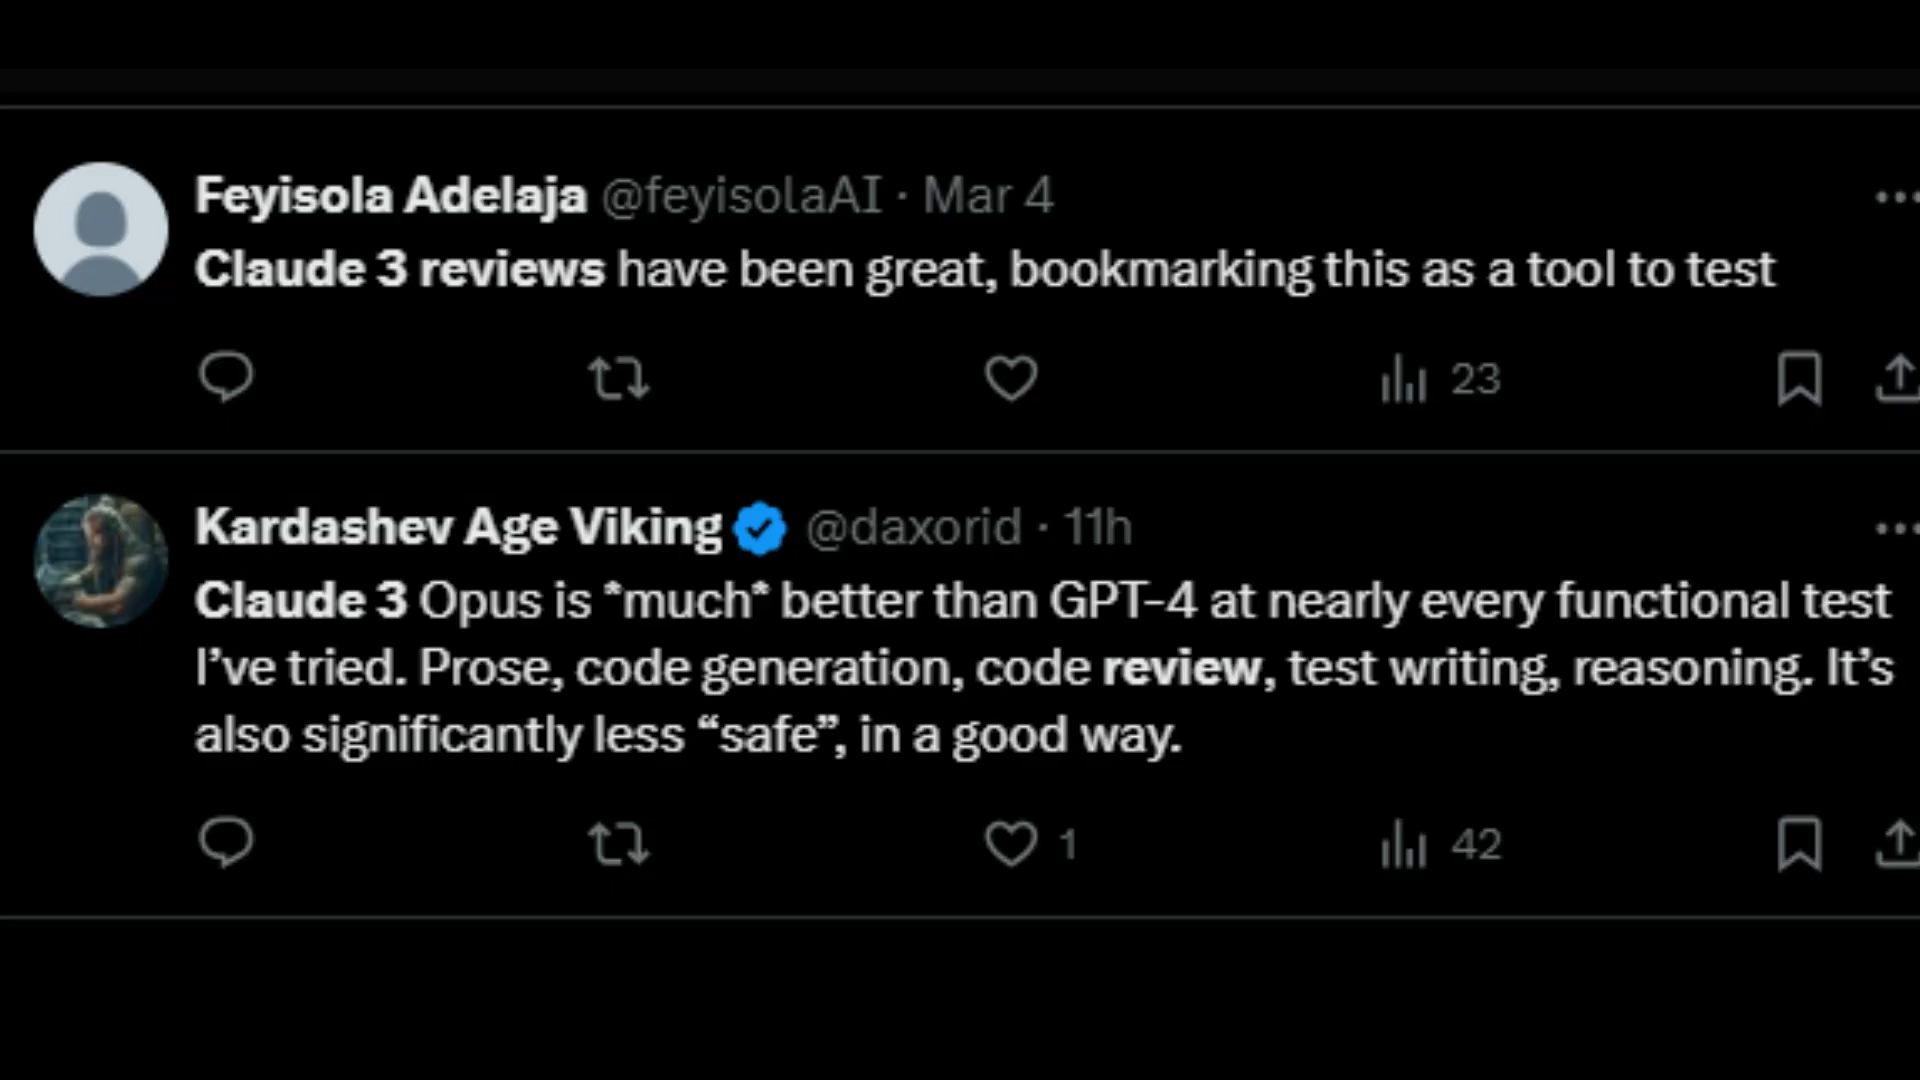 Feyisola Adelaja @feyisolaAI · Mar 4
Claude 3 reviews have been great, bookmarking this as a tool to test
23
Kardashev Age Viking @daxorid · 11h
Claude 3 Opus is *much* better than GPT-4 at nearly every functional test
I’ve tried. Prose, code generation, code review, test writing, reasoning. It’s
also significantly less “safe”, in a good way.
1 42